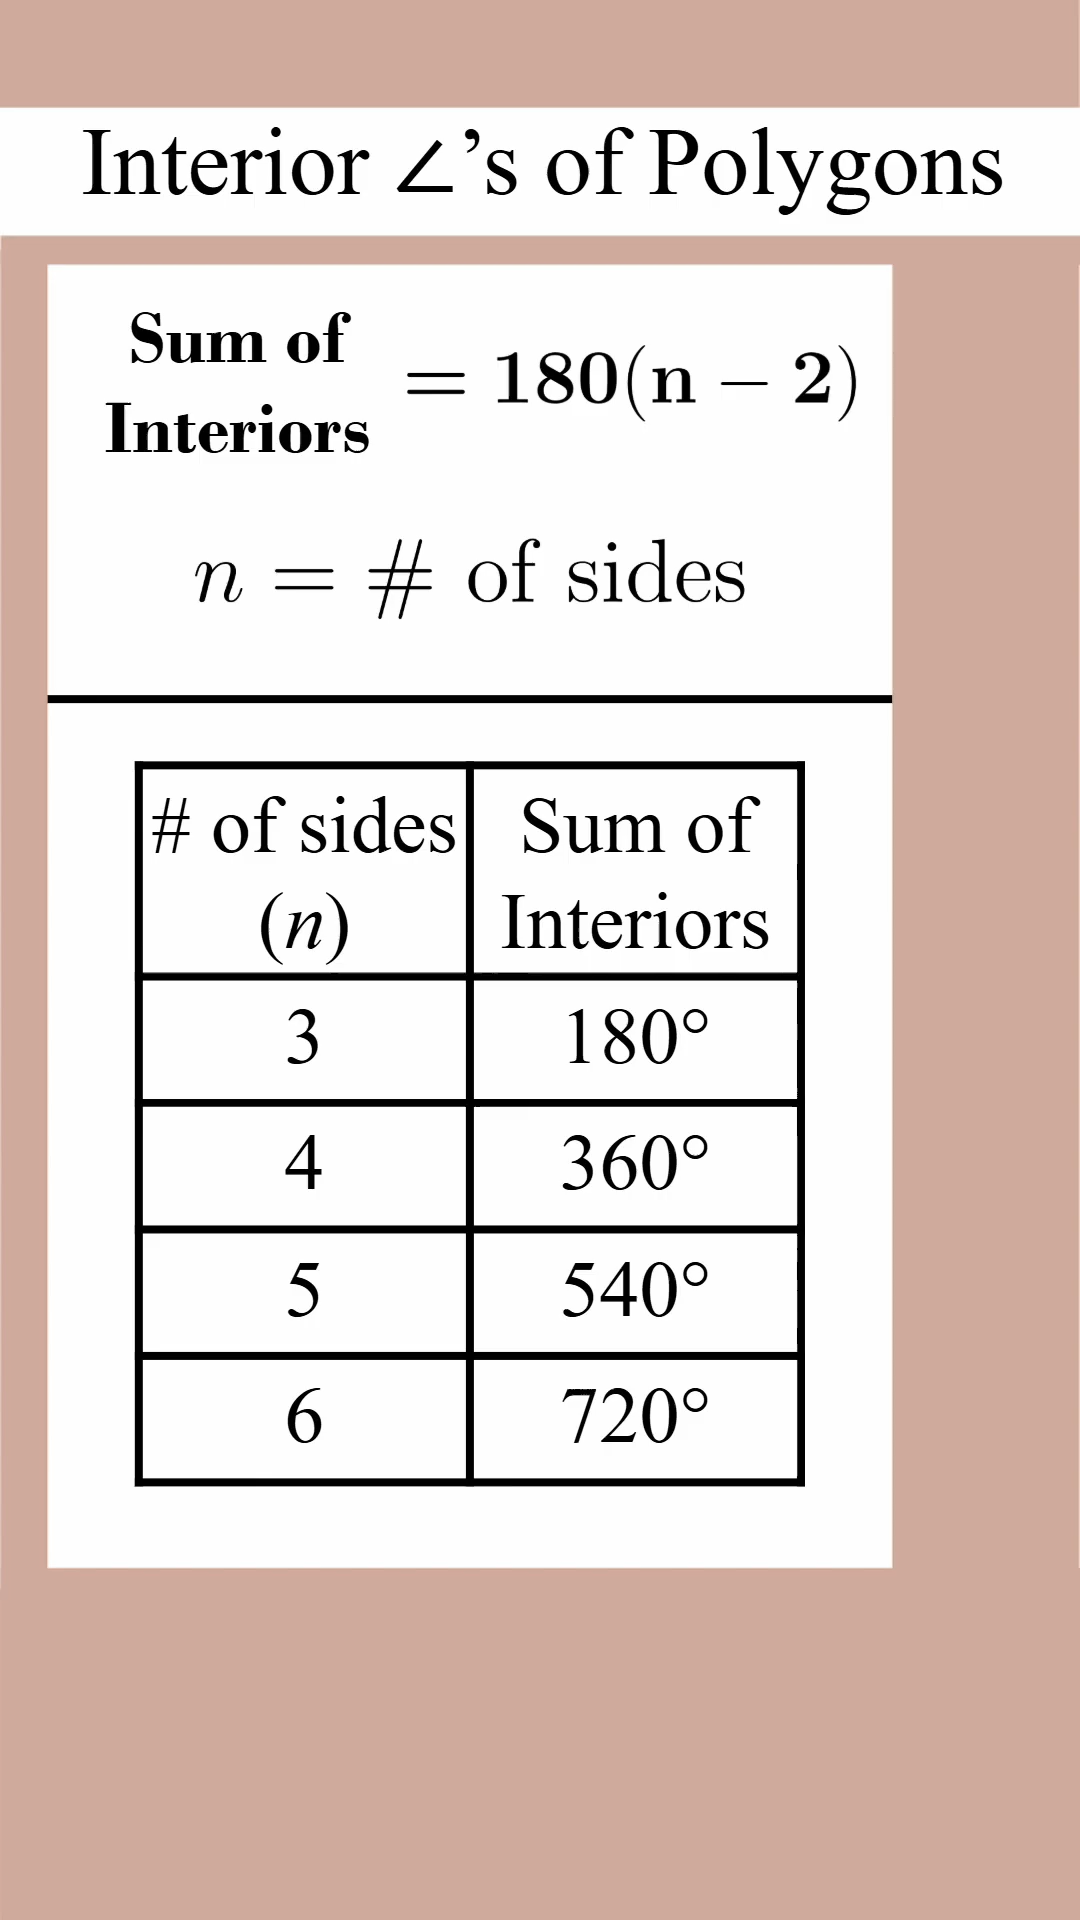 Interior ∠’s of Polygons
Sum of
Interiors
= 180(n − 2)
n = # of sides
# of sides
(n)
Sum of
Interiors
3 180°
4 360°
5 540°
6 720°